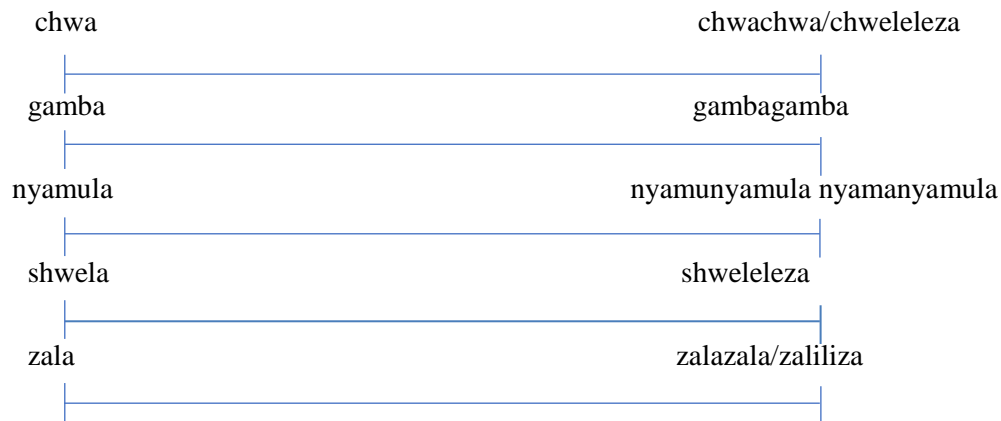 chwa chwachwa/chweleleza
gamba gambagamba
nyamula nyamunyamula nyamanyamula
shwela shweleleza
zala zalazala/zaliliza